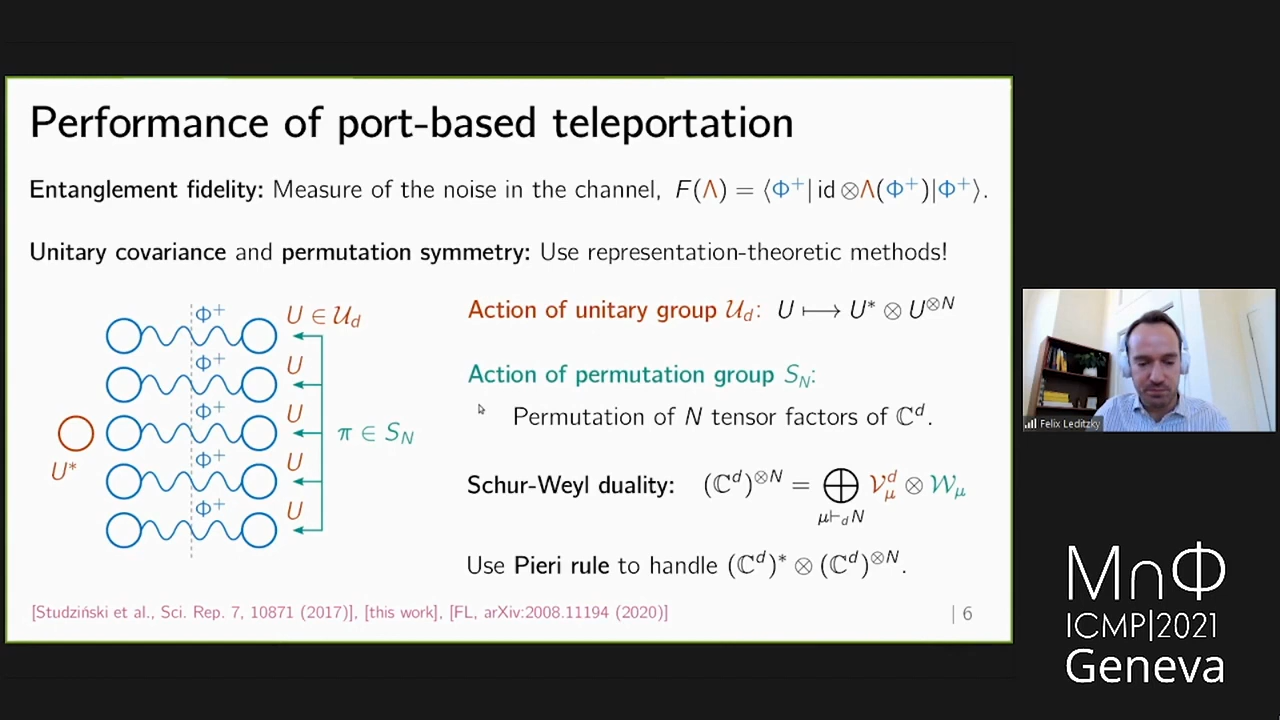 Performance of port-based teleportation
Entanglement fidelity: Measure of the noise in the channel, F(Λ) = ⟨Φ⁺| id ⊗Λ(Φ⁺)|Φ⁺⟩.
Unitary covariance and permutation symmetry: Use representation-theoretic methods!
Φ⁺ U ∈ 𝒰_d
Φ⁺ U
Φ⁺ U
π ∈ S_N
U*
Φ⁺ U
Φ⁺ U
Action of unitary group 𝒰_d: U ⟼ U* ⊗ U^{⊗N}
Action of permutation group S_N:
Permutation of N tensor factors of ℂ^d.
Schur-Weyl duality: (ℂ^d)^{⊗N} = ⨁_{μ⊢_d N} 𝒱_μ^d ⊗ 𝒲_μ
Use Pieri rule to handle (ℂ^d)* ⊗ (ℂ^d)^{⊗N}.
[Studziński et al., Sci. Rep. 7, 10871 (2017)], [this work], [FL, arXiv:2008.11194 (2020)]
| 6
Felix Leditzky
M∩Φ
ICMP|2021
Geneva